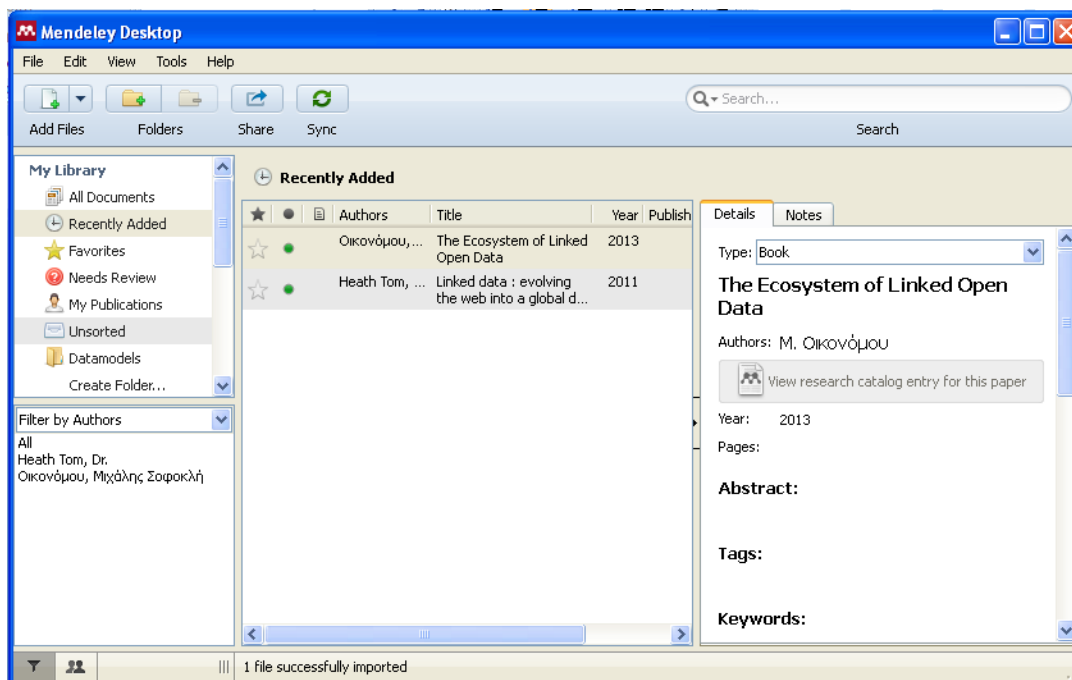 Mendeley Desktop
File Edit View Tools Help
Search...
Add Files Folders Share Sync Search
My Library
All Documents
Recently Added
Favorites
Needs Review
My Publications
Unsorted
Datamodels
Create Folder...
Filter by Authors
All
Heath Tom, Dr.
Οικονόμου, Μιχάλης Σοφοκλή
Recently Added
Authors Title Year Publish
Οικονόμου,... The Ecosystem of Linked 2013
Open Data
Heath Tom, ... Linked data : evolving 2011
the web into a global d...
Details Notes
Type: Book
The Ecosystem of Linked Open
Data
Authors: Μ. Οικονόμου
View research catalog entry for this paper
Year: 2013
Pages:
Abstract:
Tags:
Keywords:
1 file successfully imported